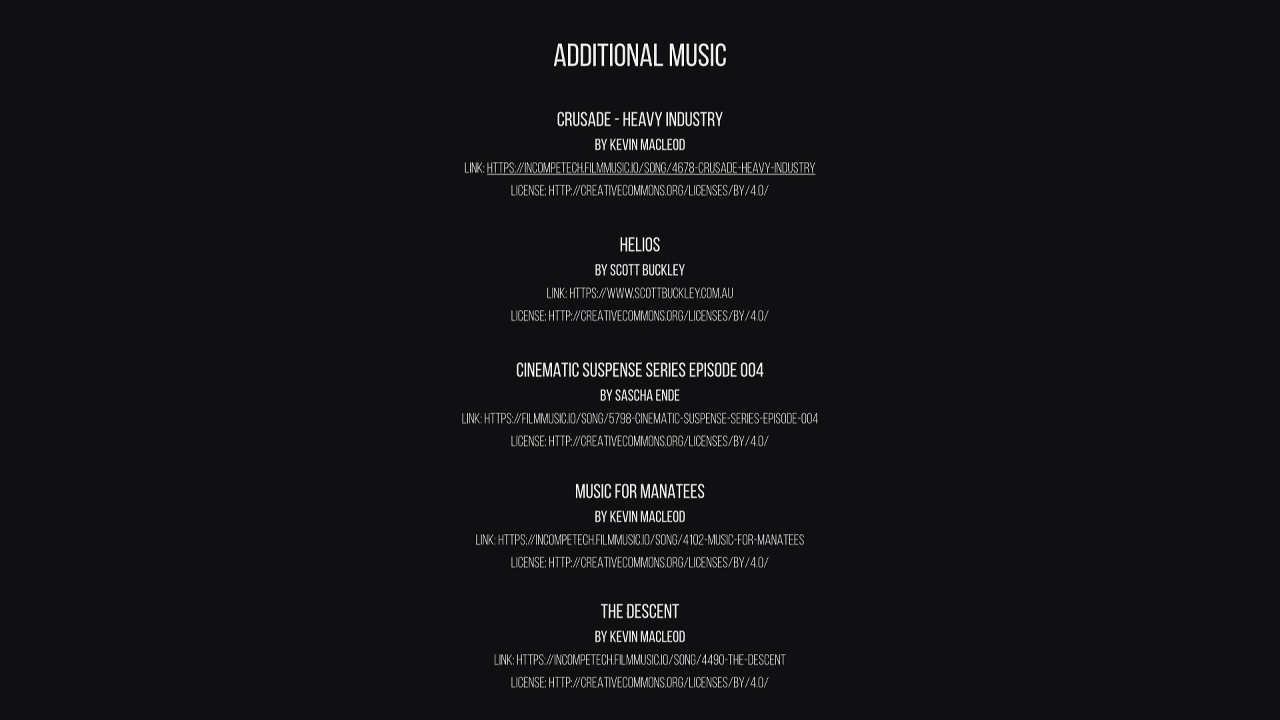 ADDITIONAL MUSIC
CRUSADE - HEAVY INDUSTRY
BY KEVIN MACLEOD
LINK: HTTPS://INCOMPETECH.FILMMUSIC.IO/SONG/4678-CRUSADE-HEAVY-INDUSTRY
LICENSE: HTTP://CREATIVECOMMONS.ORG/LICENSES/BY/4.0/
HELIOS
BY SCOTT BUCKLEY
LINK: HTTPS://WWW.SCOTTBUCKLEY.COM.AU
LICENSE: HTTP://CREATIVECOMMONS.ORG/LICENSES/BY/4.0/
CINEMATIC SUSPENSE SERIES EPISODE 004
BY SASCHA ENDE
LINK: HTTPS://FILMMUSIC.IO/SONG/5798-CINEMATIC-SUSPENSE-SERIES-EPISODE-004
LICENSE: HTTP://CREATIVECOMMONS.ORG/LICENSES/BY/4.0/
MUSIC FOR MANATEES
BY KEVIN MACLEOD
LINK: HTTPS://INCOMPETECH.FILMMUSIC.IO/SONG/4102-MUSIC-FOR-MANATEES
LICENSE: HTTP://CREATIVECOMMONS.ORG/LICENSES/BY/4.0/
THE DESCENT
BY KEVIN MACLEOD
LINK: HTTPS://INCOMPETECH.FILMMUSIC.IO/SONG/4490-THE-DESCENT
LICENSE: HTTP://CREATIVECOMMONS.ORG/LICENSES/BY/4.0/